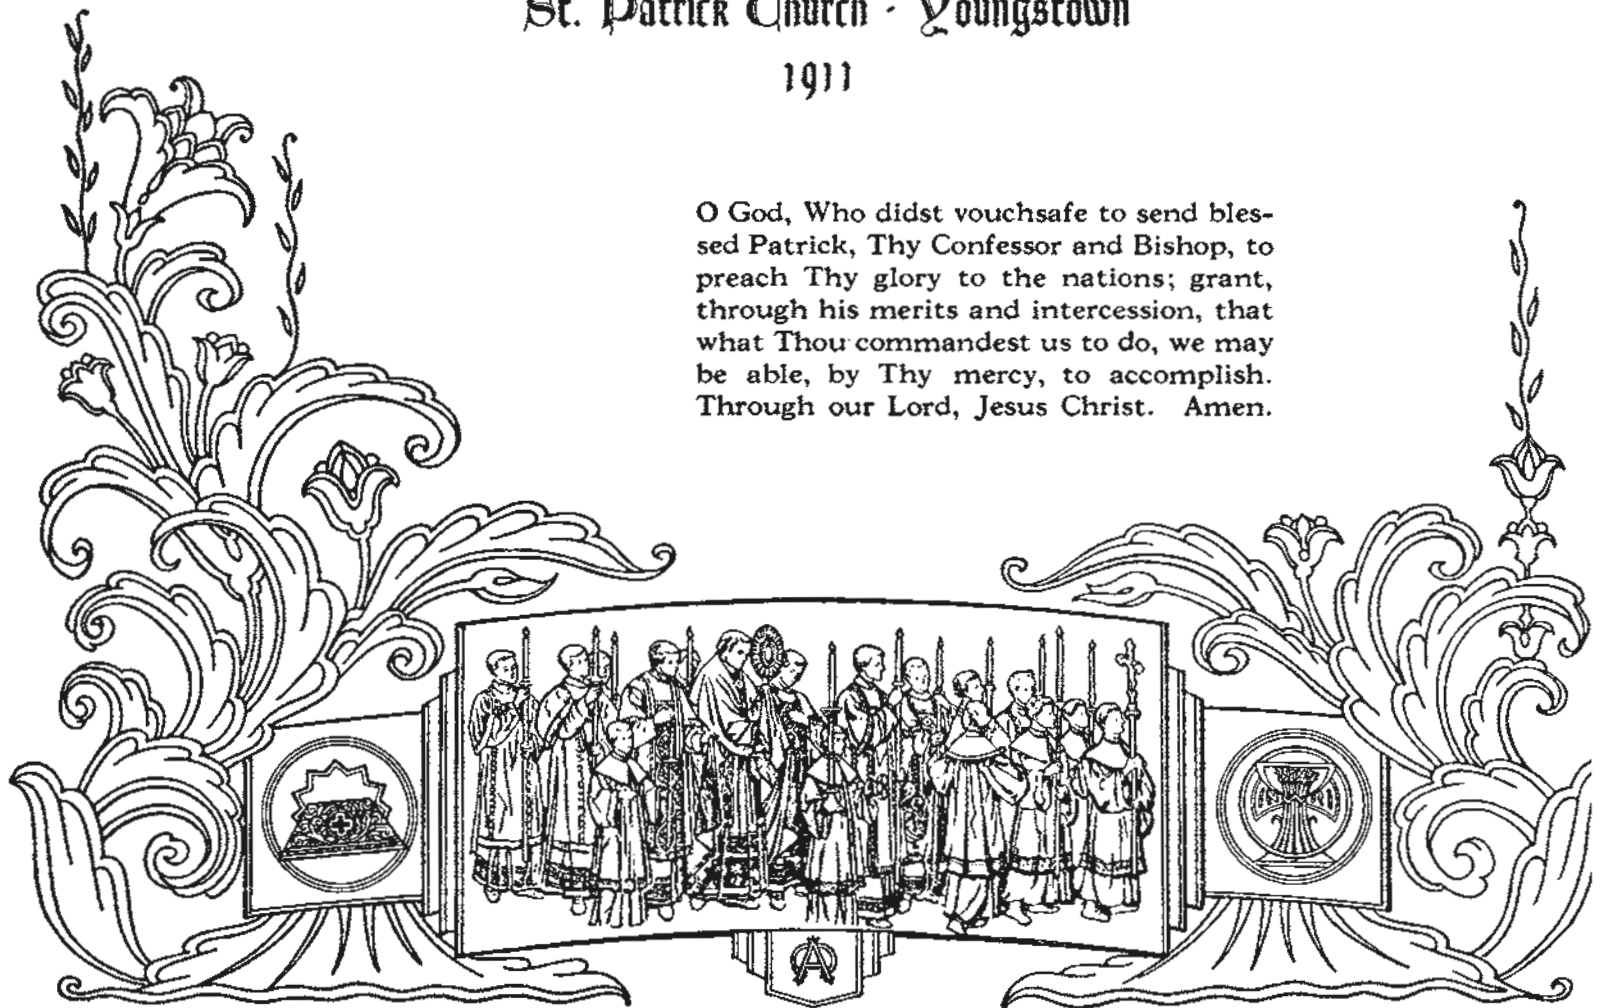 St. Patrick Church · Youngstown
1911
O God, Who didst vouchsafe to send bles-
sed Patrick, Thy Confessor and Bishop, to
preach Thy glory to the nations; grant,
through his merits and intercession, that
what Thou commandest us to do, we may
be able, by Thy mercy, to accomplish.
Through our Lord, Jesus Christ. Amen.